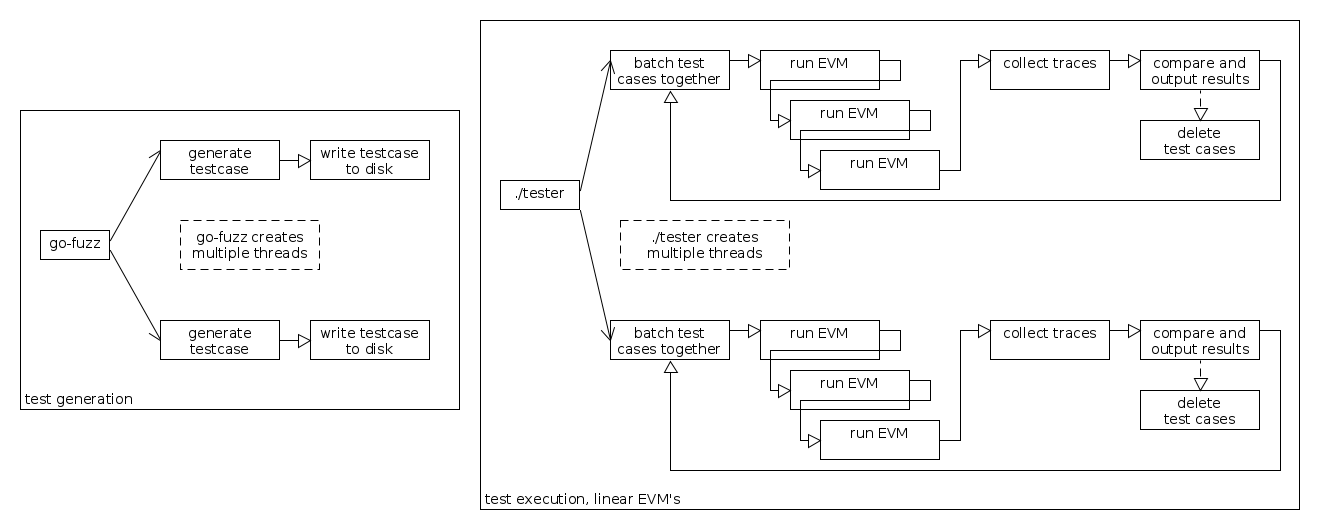 go-fuzz
generate
testcase
write testcase
to disk
go-fuzz creates
multiple threads
generate
testcase
write testcase
to disk
test generation
./tester
batch test
cases together
run EVM
run EVM
run EVM
collect traces
compare and
output results
delete
test cases
./tester creates
multiple threads
batch test
cases together
run EVM
run EVM
run EVM
collect traces
compare and
output results
delete
test cases
test execution, linear EVM's